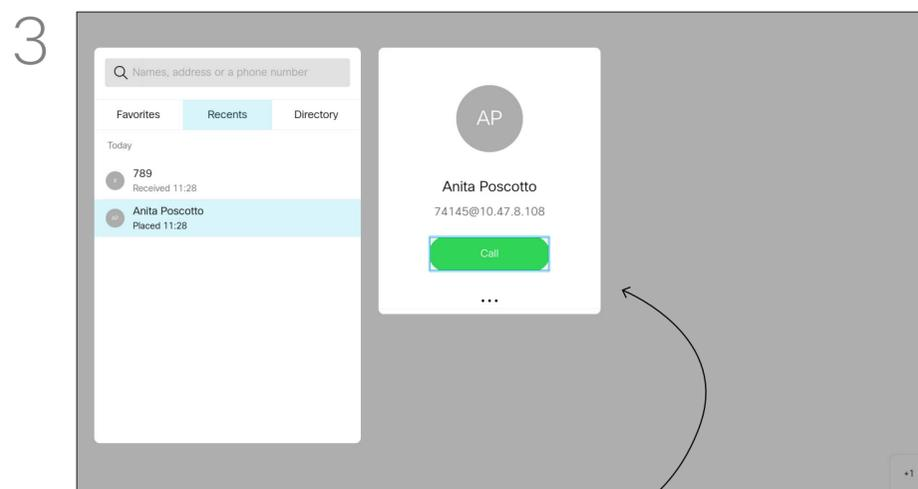 3
Names, address or a phone number
Favorites Recents Directory
Today
789
Received 11:28
AP Anita Poscotto
Placed 11:28
AP
Anita Poscotto
74145@10.47.8.108
Call
...
+1